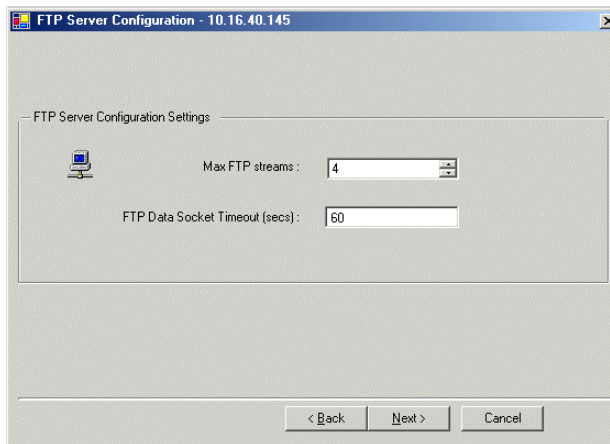 FTP Server Configuration - 10.16.40.145
FTP Server Configuration Settings
Max FTP streams :
4
FTP Data Socket Timeout (secs) :
60
< Back
Next >
Cancel